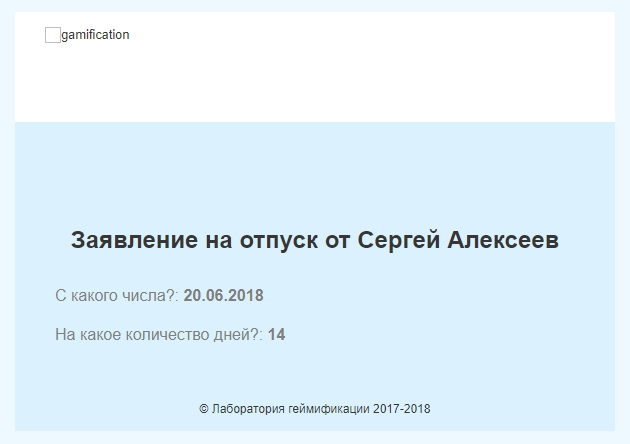 gamification
Заявление на отпуск от Сергей Алексеев
С какого числа?: 20.06.2018
На какое количество дней?: 14
© Лаборатория геймификации 2017-2018